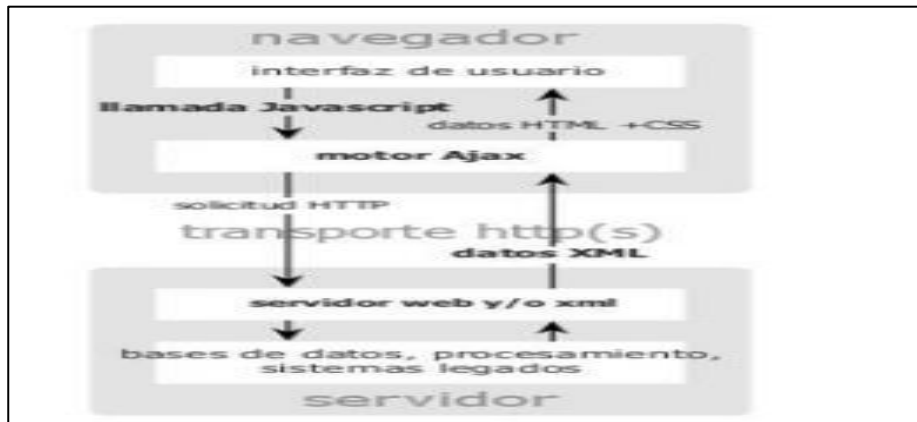 navegador
interfaz de usuario
llamada Javascript
datos HTML +CSS
motor Ajax
solicitud HTTP
transporte http(s)
datos XML
servidor web y/o xml
bases de datos, procesamiento,
sistemas legados
servidor